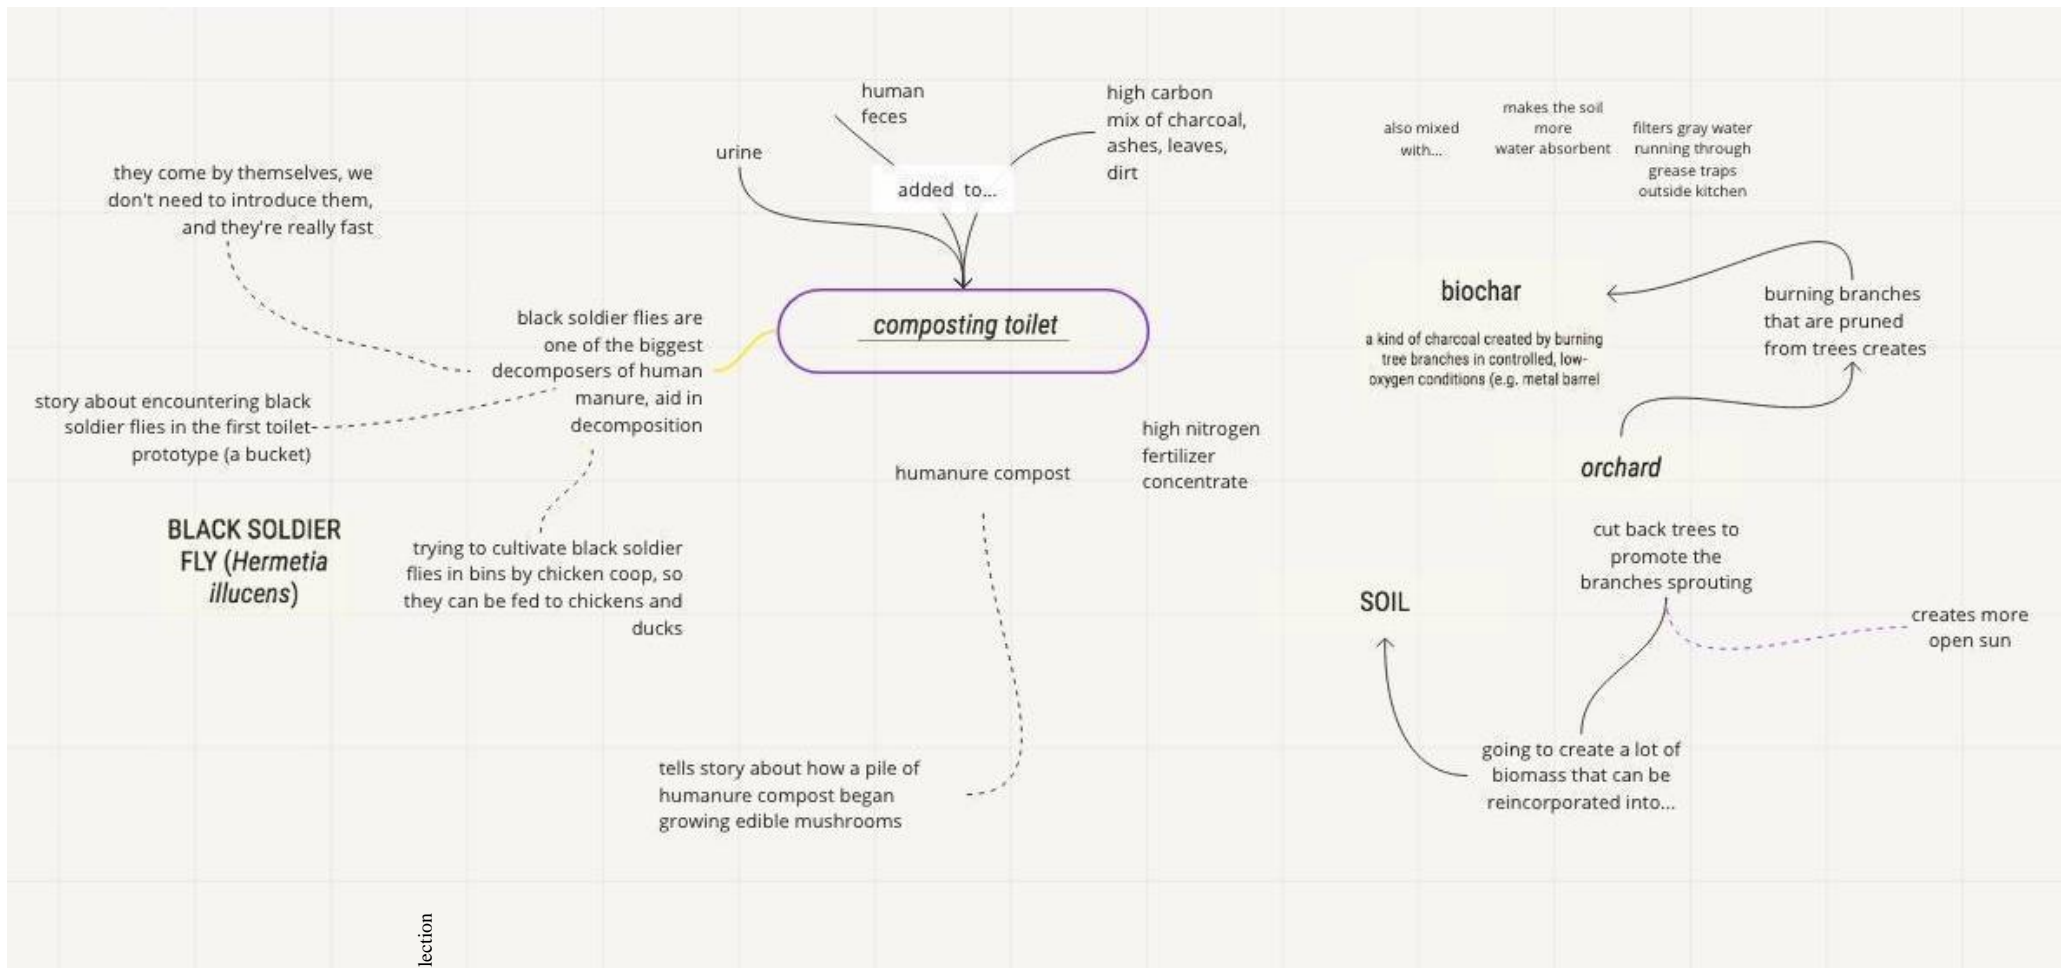 human
feces
high carbon
mix of charcoal,
ashes, leaves,
dirt
urine
added to...
they come by themselves, we
don't need to introduce them,
and they're really fast
composting toilet
black soldier flies are
one of the biggest
decomposers of human
manure, aid in
decomposition
story about encountering black
soldier flies in the first toilet
prototype (a bucket)
BLACK SOLDIER
FLY (Hermetia
illucens)
trying to cultivate black soldier
flies in bins by chicken coop, so
they can be fed to chickens and
ducks
humanure compost
high nitrogen
fertilizer
concentrate
tells story about how a pile of
humanure compost began
growing edible mushrooms
also mixed
with...
makes the soil
more
water absorbent
filters gray water
running through
grease traps
outside kitchen
biochar
a kind of charcoal created by burning
tree branches in controlled, low-
oxygen conditions (e.g. metal barrel
burning branches
that are pruned
from trees creates
orchard
cut back trees to
promote the
branches sprouting
SOIL
creates more
open sun
going to create a lot of
biomass that can be
reincorporated into...
lection